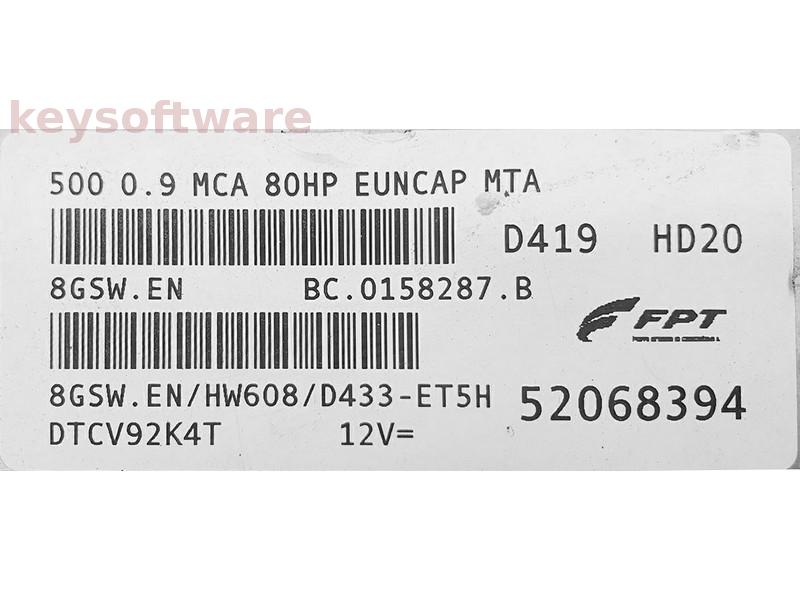 keysoftware
500 0.9 MCA 80HP EUNCAP MTA
D419 HD20
8GSW.EN BC.0158287.B
FPT
8GSW.EN/HW608/D433-ET5H
52068394
DTCV92K4T 12V=